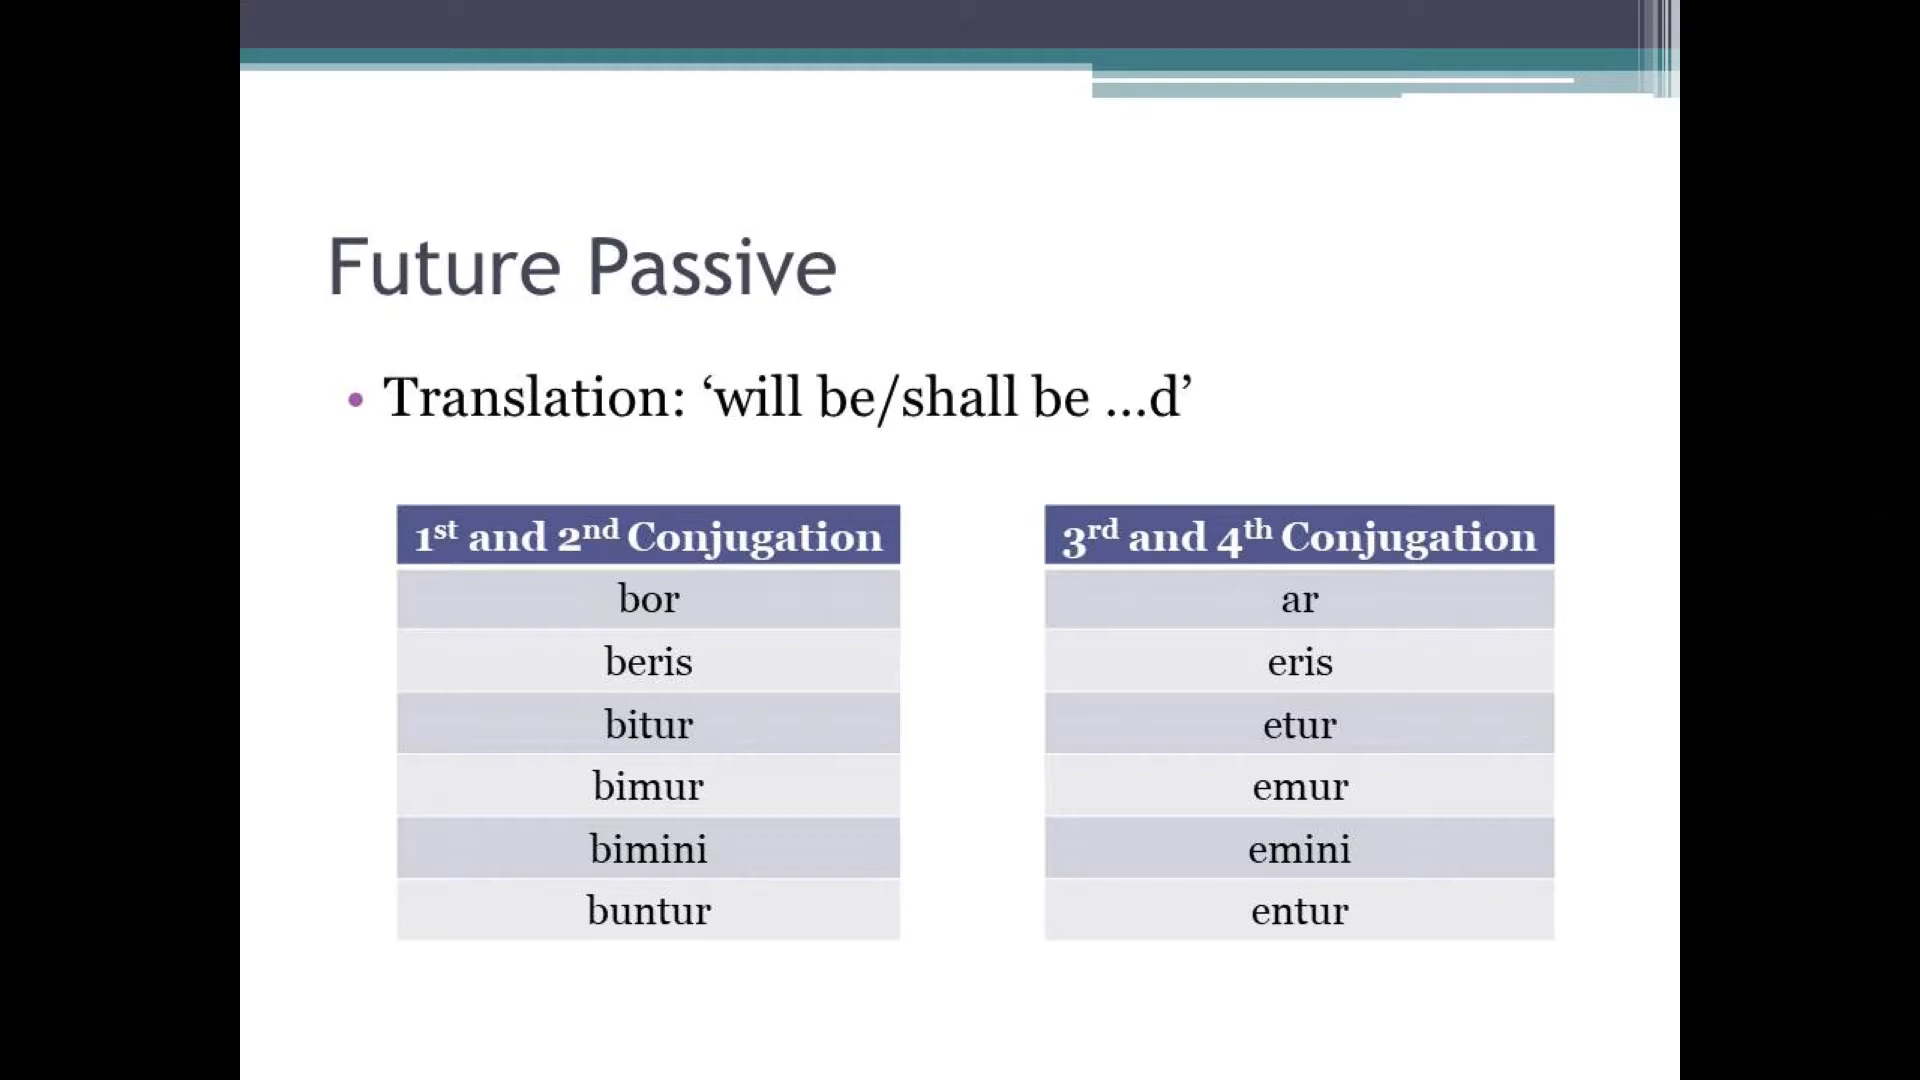 Future Passive
• Translation: ‘will be/shall be ...d’
1st and 2nd Conjugation
bor
beris
bitur
bimur
bimini
buntur
3rd and 4th Conjugation
ar
eris
etur
emur
emini
entur